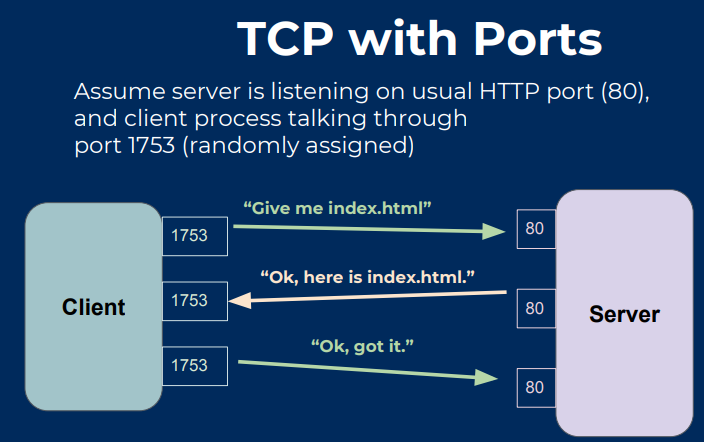 TCP with Ports
Assume server is listening on usual HTTP port (80),
and client process talking through
port 1753 (randomly assigned)
“Give me index.html”
1753
80
“Ok, here is index.html.”
1753
80
Client
Server
“Ok, got it.”
1753
80